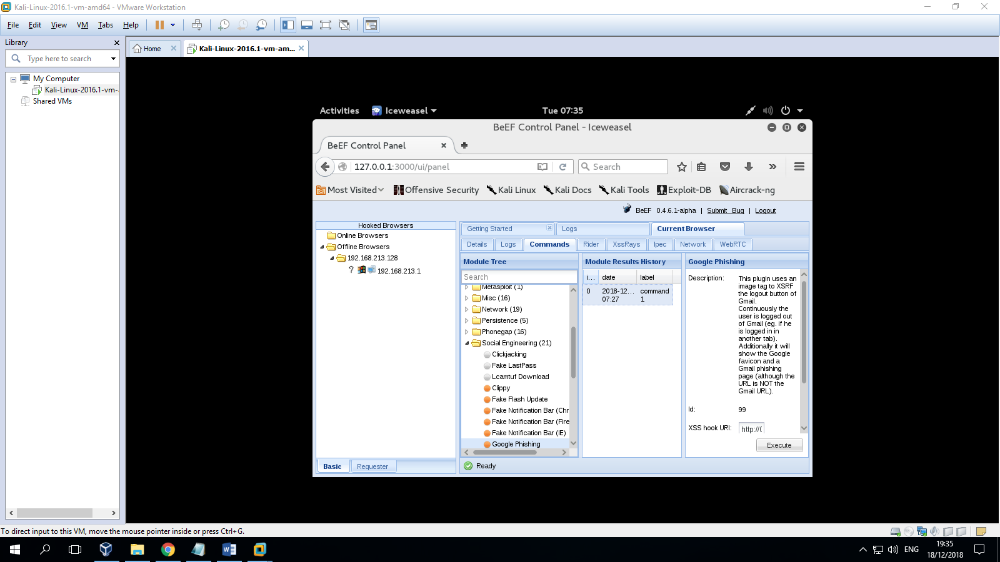 Kali-Linux-2016.1-vm-amd64 - VMware Workstation
File Edit View VM Tabs Help
Library
Type here to search
My Computer
Kali-Linux-2016.1-vm-
Shared VMs
Home
Kali-Linux-2016.1-vm-am...
Activities Iceweasel Tue 07:35
BeEF Control Panel - Iceweasel
BeEF Control Panel
127.0.0.1:3000/ui/panel
Search
Most Visited Offensive Security Kali Linux Kali Docs Kali Tools Exploit-DB Aircrack-ng
BeEF 0.4.6.1-alpha | Submit Bug | Logout
Hooked Browsers
Online Browsers
Offline Browsers
192.168.213.128
? 192.168.213.1
Basic Requester
Getting Started Logs Current Browser
Details Logs Commands Rider XssRays Ipec Network WebRTC
Module Tree
Search
Metasploit (1)
Misc (16)
Network (19)
Persistence (5)
Phonegap (16)
Social Engineering (21)
Clickjacking
Fake LastPass
Lcamtuf Download
Clippy
Fake Flash Update
Fake Notification Bar (Chr
Fake Notification Bar (Fire
Fake Notification Bar (IE)
Google Phishing
Module Results History
i... date label
0 2018-12... command
07:27 1
Google Phishing
Description: This plugin uses an
image tag to XSRF
the logout button of
Gmail.
Continuously the
user is logged out
of Gmail (eg. if he
is logged in in
another tab).
Additionally it will
show the Google
favicon and a
Gmail phishing
page (although the
URL is NOT the
Gmail URL).
Id: 99
XSS hook URI: http://0
Execute
Ready
To direct input to this VM, move the mouse pointer inside or press Ctrl+G.
ENG
19:35
18/12/2018